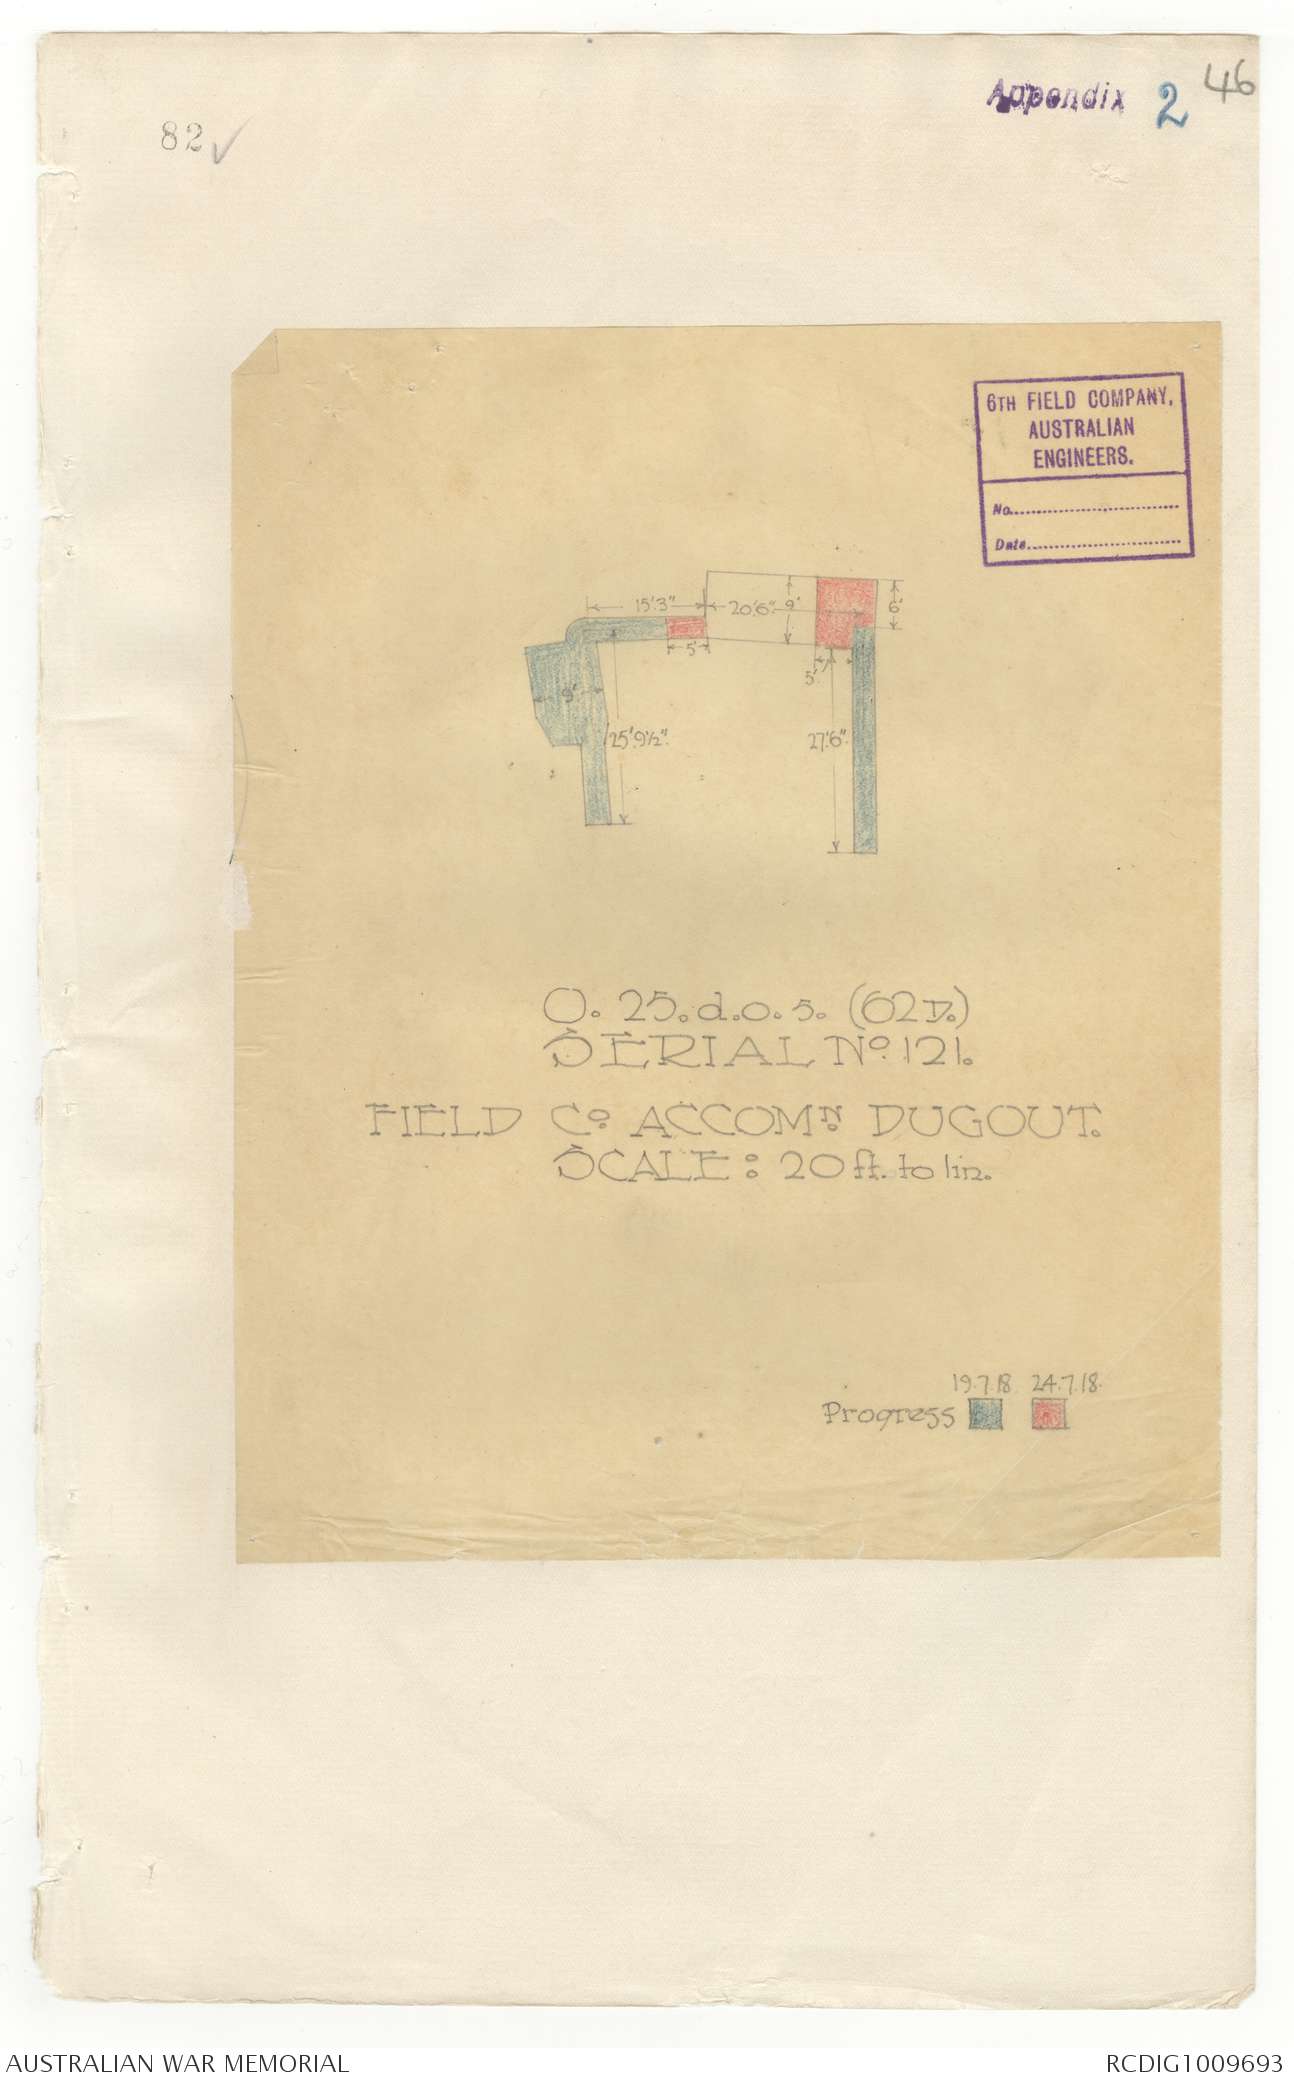 Appendix 2 46
82✓
6TH FIELD COMPANY,
AUSTRALIAN
ENGINEERS.
No.
Date
15'.3" 20'.6" 9' 6'
5'
9' 5'
25'.9½". 27'.6".
O. 25. d.o.5. (62D.)
SERIAL Nº. 121.
FIELD Cº. ACCOMᴺ. DUGOUT.
SCALE: 20 ft. to 1 in.
19.7.18. 24.7.18.
Progress
AUSTRALIAN WAR MEMORIAL RCDIG1009693